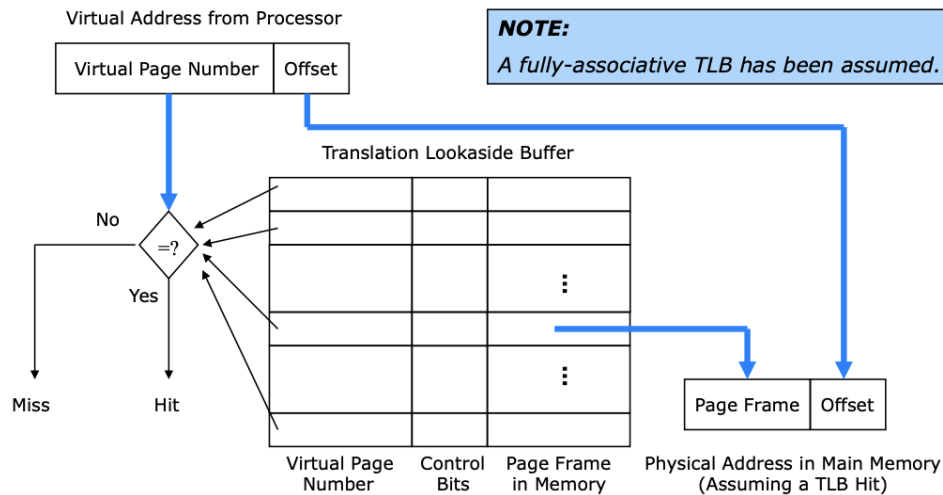 Virtual Address from Processor
NOTE:
A fully-associative TLB has been assumed.
Virtual Page Number
Offset
Translation Lookaside Buffer
No
=?
Yes
Miss
Hit
Page Frame
Offset
Virtual Page
Number
Control
Bits
Page Frame
in Memory
Physical Address in Main Memory
(Assuming a TLB Hit)